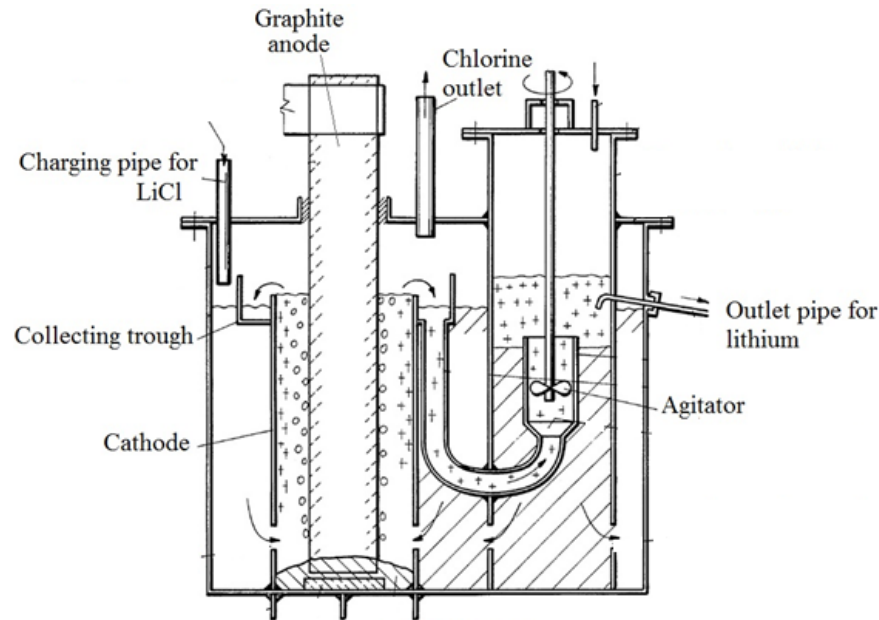 Graphite
anode
Chlorine
outlet
Charging pipe for
LiCl
Collecting trough
Outlet pipe for
lithium
Agitator
Cathode